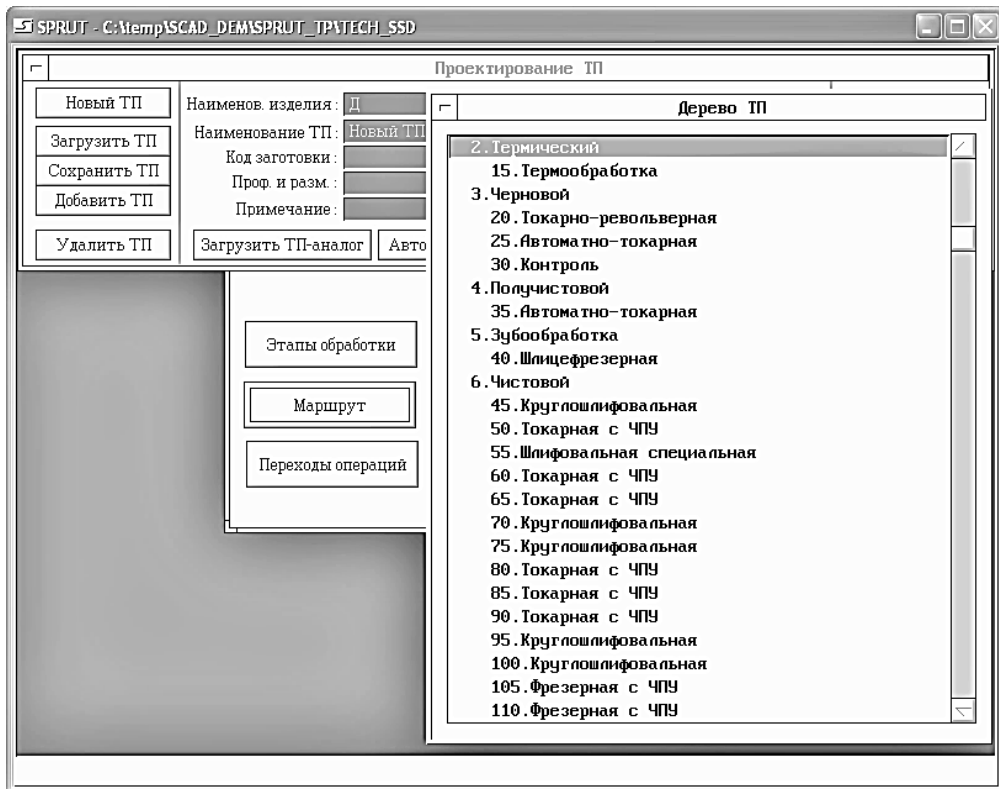 SPRUT - C:\temp\SCAD_DEM\SPRUT_TP\TECH_SSD
Проектирование ТП
Новый ТП
Загрузить ТП
Сохранить ТП
Добавить ТП
Удалить ТП
Наименов. изделия : Д
Наименование ТП : Новый ТП
Код заготовки :
Проф. и разм. :
Примечание :
Загрузить ТП-аналог
Авто
Этапы обработки
Маршрут
Переходы операций
Дерево ТП
2.Термический
15.Термообработка
3.Черновой
20.Токарно-револьверная
25.Автоматно-токарная
30.Контроль
4.Получистовой
35.Автоматно-токарная
5.Зубообработка
40.Шлицефрезерная
6.Чистовой
45.Круглошлифовальная
50.Токарная с ЧПУ
55.Шлифовальная специальная
60.Токарная с ЧПУ
65.Токарная с ЧПУ
70.Круглошлифовальная
75.Круглошлифовальная
80.Токарная с ЧПУ
85.Токарная с ЧПУ
90.Токарная с ЧПУ
95.Круглошлифовальная
100.Круглошлифовальная
105.Фрезерная с ЧПУ
110.Фрезерная с ЧПУ